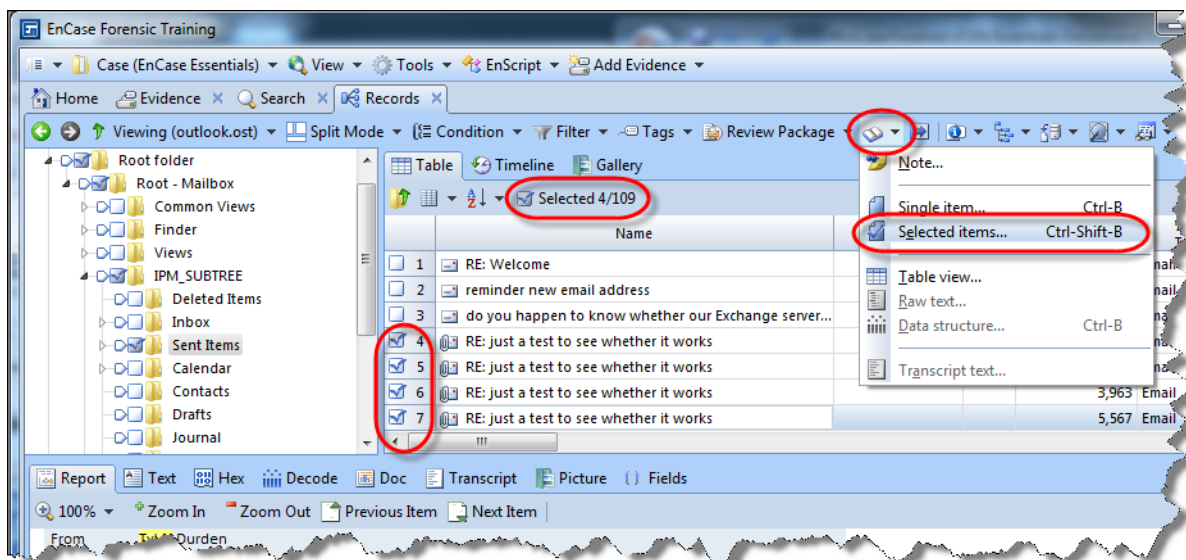 EnCase Forensic Training
Case (EnCase Essentials) View Tools EnScript Add Evidence
Home Evidence Search Records
Viewing (outlook.ost) Split Mode Condition Filter Tags Review Package
Root folder
Root - Mailbox
Common Views
Finder
Views
IPM_SUBTREE
Deleted Items
Inbox
Sent Items
Calendar
Contacts
Drafts
Journal
Table Timeline Gallery
Selected 4/109
Name
1 RE: Welcome
2 reminder new email address
3 do you happen to know whether our Exchange server...
4 RE: just a test to see whether it works
5 RE: just a test to see whether it works
6 RE: just a test to see whether it works 3,963 Email
7 RE: just a test to see whether it works 5,567 Email
Note...
Single item... Ctrl-B
Selected items... Ctrl-Shift-B
Table view...
Raw text...
Data structure... Ctrl-B
Transcript text...
Report Text Hex Decode Doc Transcript Picture Fields
100% Zoom In Zoom Out Previous Item Next Item
From Durden